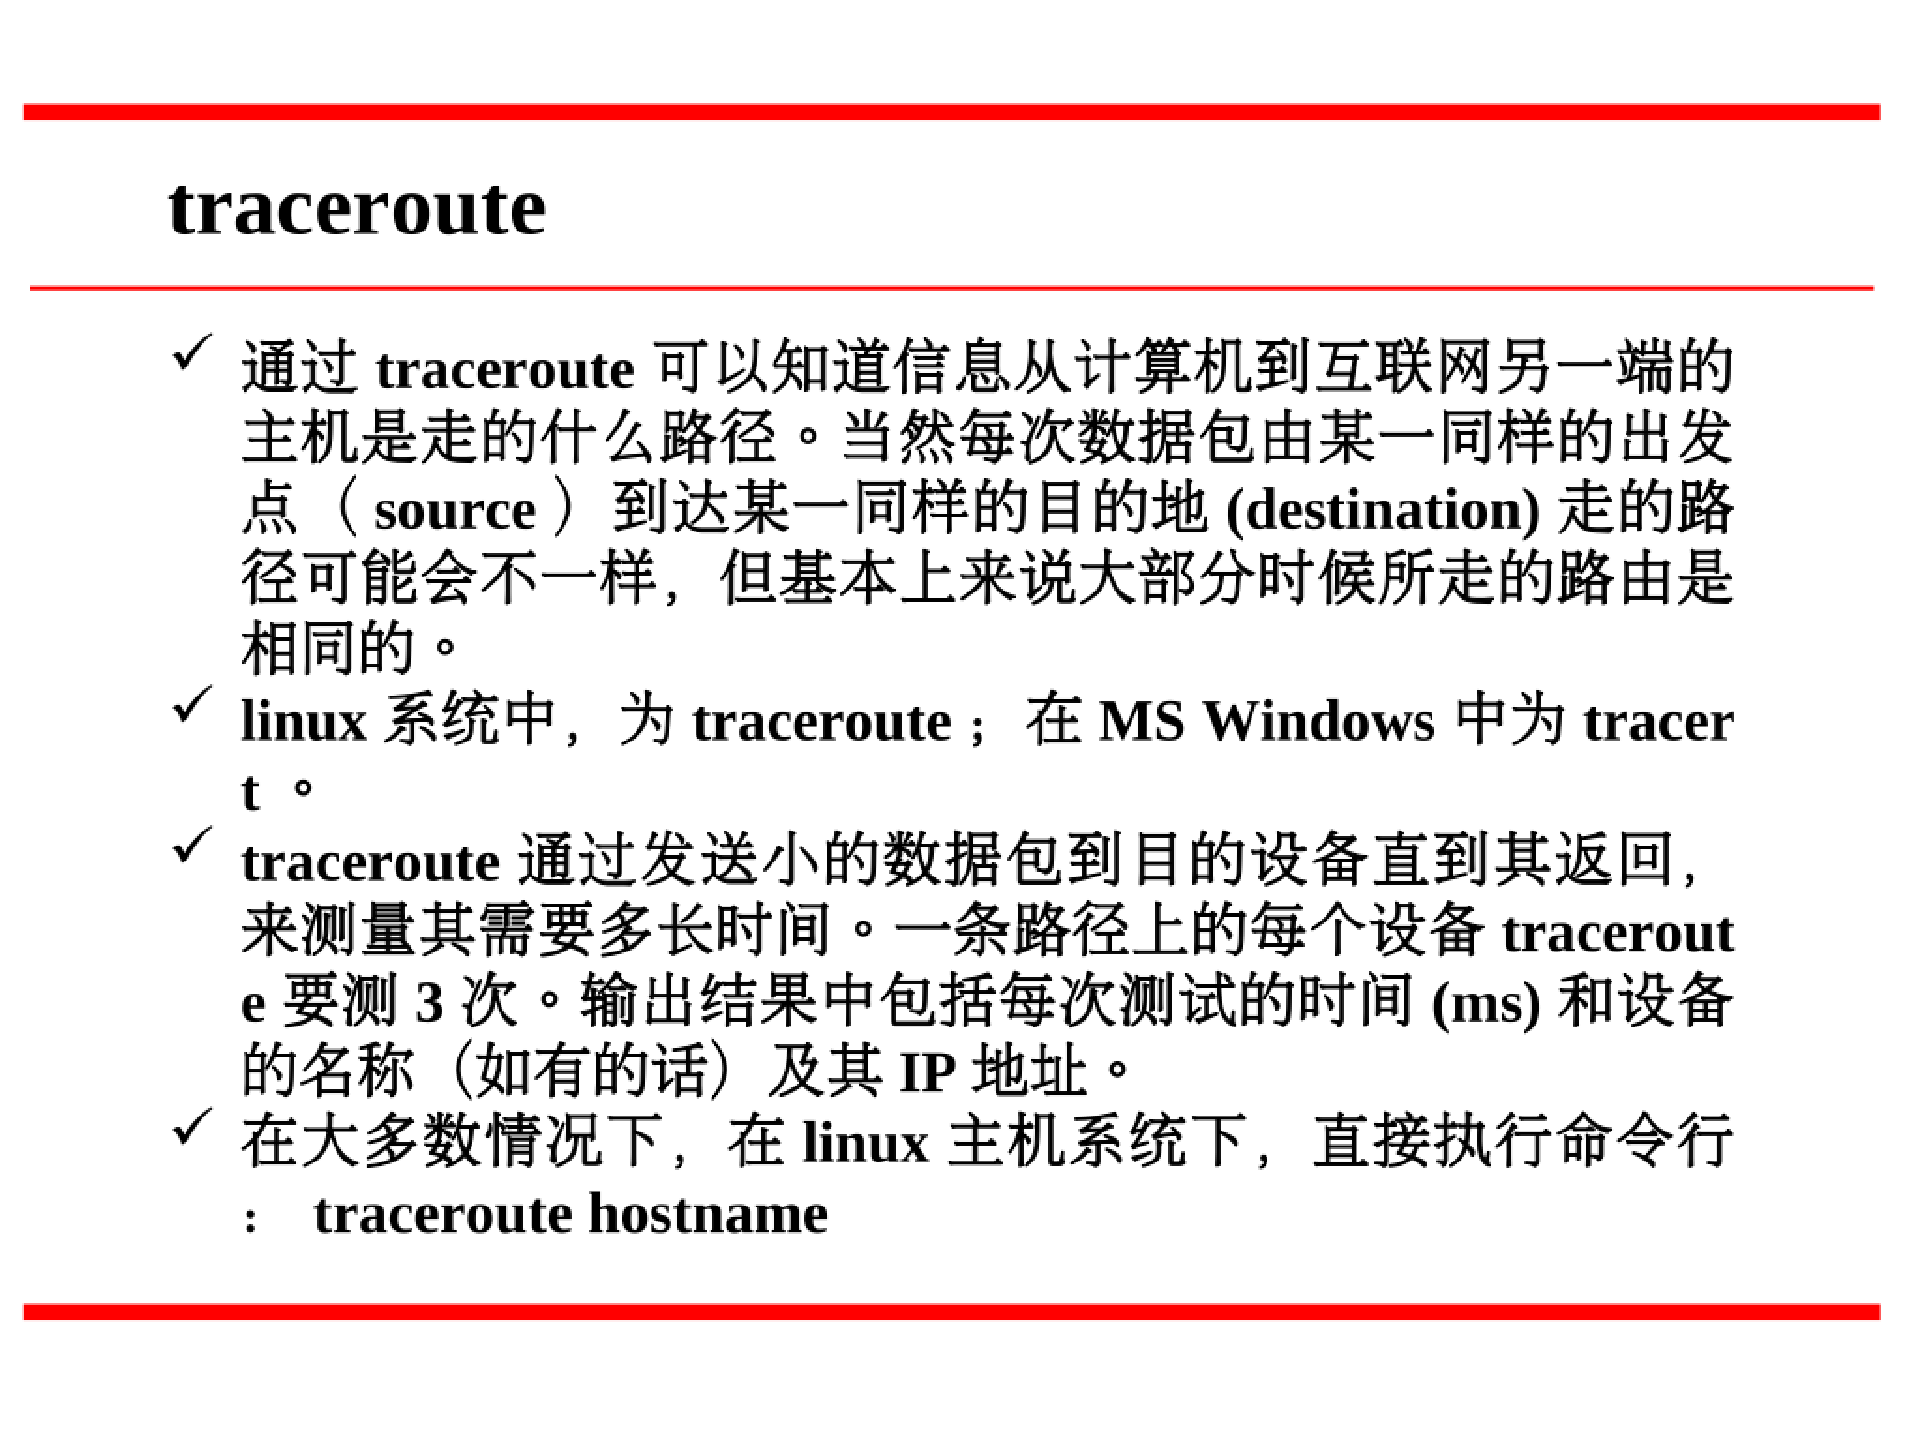 traceroute
✓ 通过 traceroute 可以知道信息从计算机到互联网另一端的
主机是走的什么路径。当然每次数据包由某一同样的出发
点（ source ）到达某一同样的目的地 (destination) 走的路
径可能会不一样，但基本上来说大部分时候所走的路由是
相同的。
✓ linux 系统中，为 traceroute ；在 MS Windows 中为 tracer
t 。
✓ traceroute 通过发送小的数据包到目的设备直到其返回，
来测量其需要多长时间。一条路径上的每个设备 tracerout
e 要测 3 次。输出结果中包括每次测试的时间 (ms) 和设备
的名称（如有的话）及其 IP 地址。
✓ 在大多数情况下，在 linux 主机系统下，直接执行命令行
： traceroute hostname